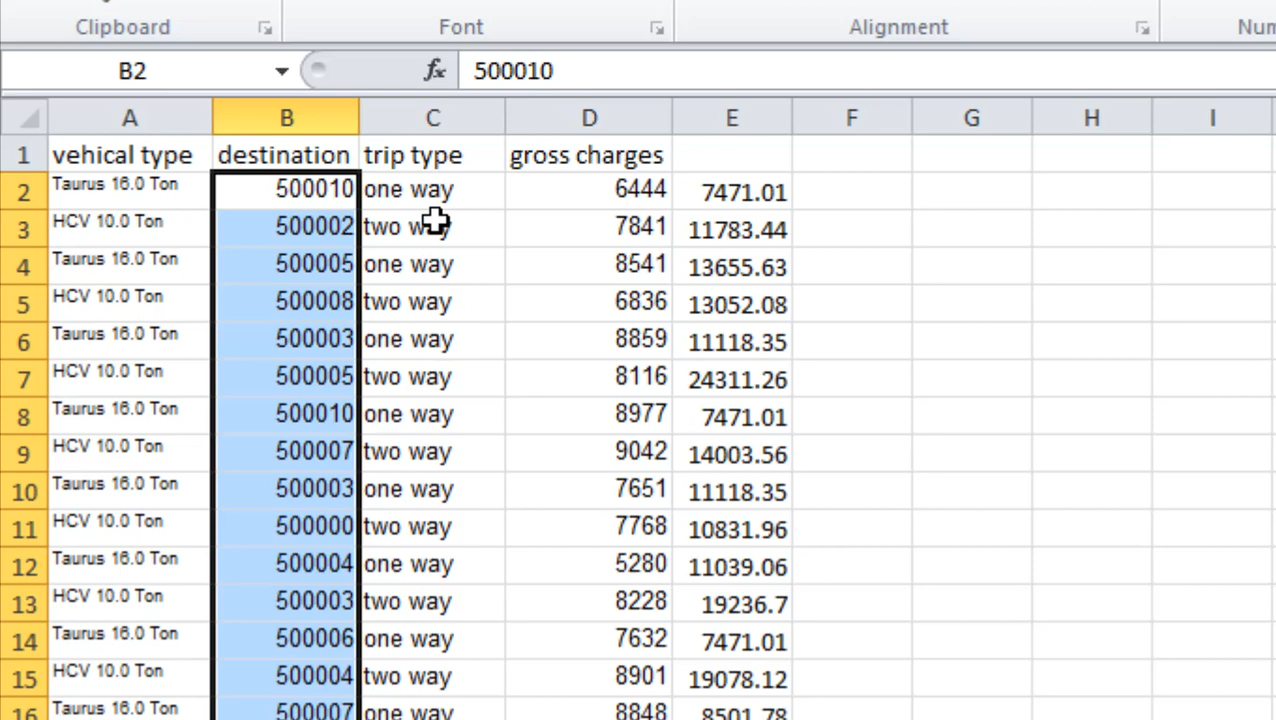 Clipboard Font Alignment Num
B2 fx 500010
A B C D E F G H I
1 vehical type destination trip type gross charges
2 Taurus 16.0 Ton 500010 one way 6444 7471.01
3 HCV 10.0 Ton 500002 two way 7841 11783.44
4 Taurus 16.0 Ton 500005 one way 8541 13655.63
5 HCV 10.0 Ton 500008 two way 6836 13052.08
6 Taurus 16.0 Ton 500003 one way 8859 11118.35
7 HCV 10.0 Ton 500005 two way 8116 24311.26
8 Taurus 16.0 Ton 500010 one way 8977 7471.01
9 HCV 10.0 Ton 500007 two way 9042 14003.56
10 Taurus 16.0 Ton 500003 one way 7651 11118.35
11 HCV 10.0 Ton 500000 two way 7768 10831.96
12 Taurus 16.0 Ton 500004 one way 5280 11039.06
13 HCV 10.0 Ton 500003 two way 8228 19236.7
14 Taurus 16.0 Ton 500006 one way 7632 7471.01
15 HCV 10.0 Ton 500004 two way 8901 19078.12
16 Taurus 16.0 Ton 500007 one way 8848 8501.78